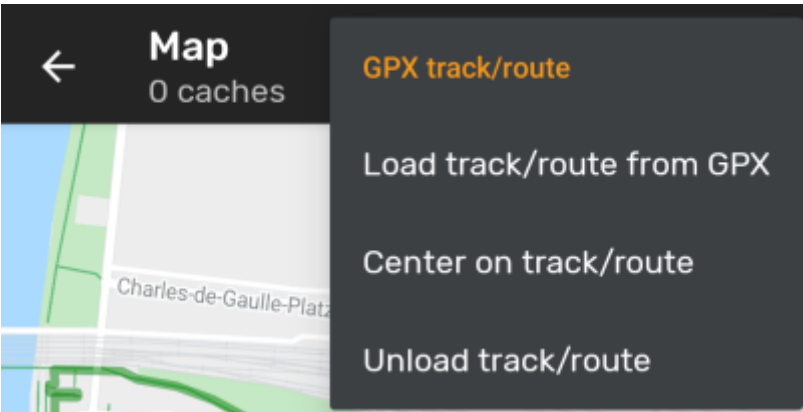 Map
0 caches
GPX track/route
Load track/route from GPX
Center on track/route
Charles-de-Gaulle-Platz
Unload track/route